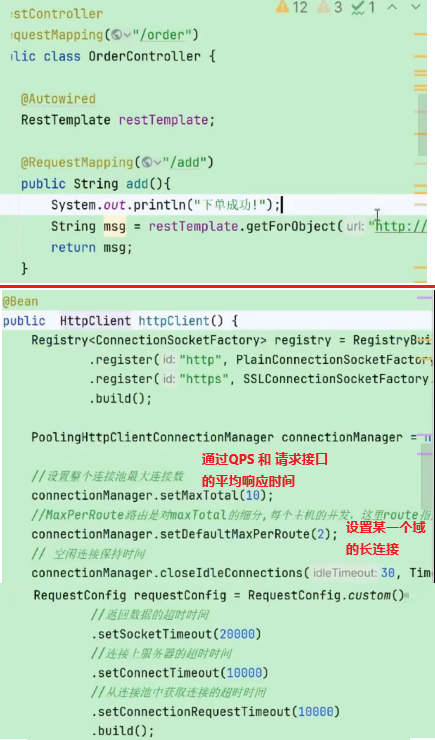 estController
equestMapping("/order")
blic class OrderController {
@Autowired
RestTemplate restTemplate;
@RequestMapping("/add")
public String add(){
System.out.println("下单成功!");
String msg = restTemplate.getForObject( url: "http://
return msg;
}
12 3 1
@Bean
public HttpClient httpClient() {
Registry<ConnectionSocketFactory> registry = RegistryBui
.register( id: "http", PlainConnectionSocketFactory
.register( id: "https", SSLConnectionSocketFactory.
.build();
PoolingHttpClientConnectionManager connectionManager =
通过QPS 和 请求接口
的平均响应时间
//设置整个连接池最大连接数
connectionManager.setMaxTotal(10);
//MaxPerRoute路由是对maxTotal的细分,每个主机的并发，这里route指
connectionManager.setDefaultMaxPerRoute(2);
设置某一个域
的长连接
// 空闲连接保持时间
connectionManager.closeIdleConnections( idleTimeout: 30, Time
RequestConfig requestConfig = RequestConfig.custom()
//返回数据的超时时间
.setSocketTimeout(20000)
//连接上服务器的超时时间
.setConnectTimeout(10000)
//从连接池中获取连接的超时时间
.setConnectionRequestTimeout(10000)
.build();